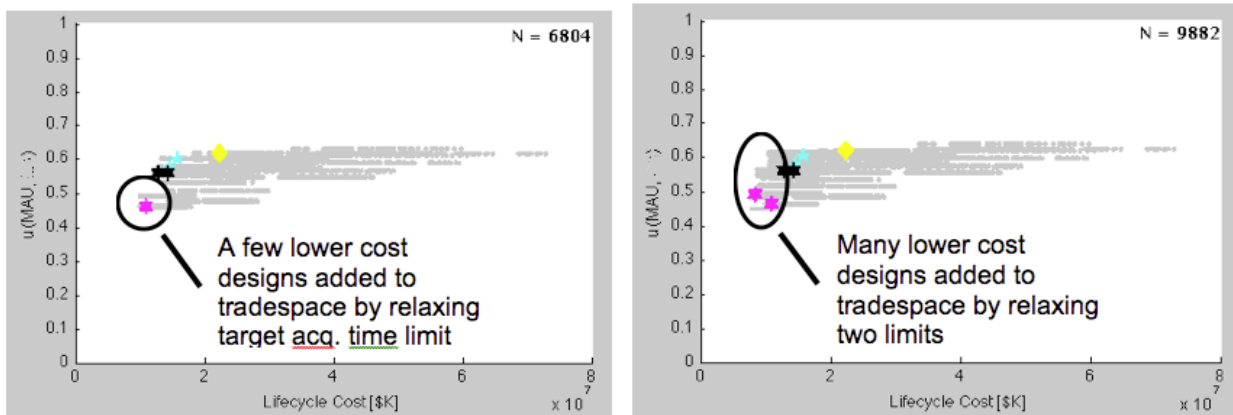 N = 6804
1
0.9
0.8
0.7
0.6
0.5
0.4
0.3
0.2
0.1
0
u(MAU,
A few lower cost
designs added to
tradespace by relaxing
target acq. time limit
0
2
4
6
8
x 10^7
Lifecycle Cost [$K]
N = 9882
1
0.9
0.8
0.7
0.6
0.5
0.4
0.3
0.2
0.1
0
u(MAU,
Many lower cost
designs added to
tradespace by relaxing
two limits
0
2
4
6
8
x 10^7
Lifecycle Cost [$K]